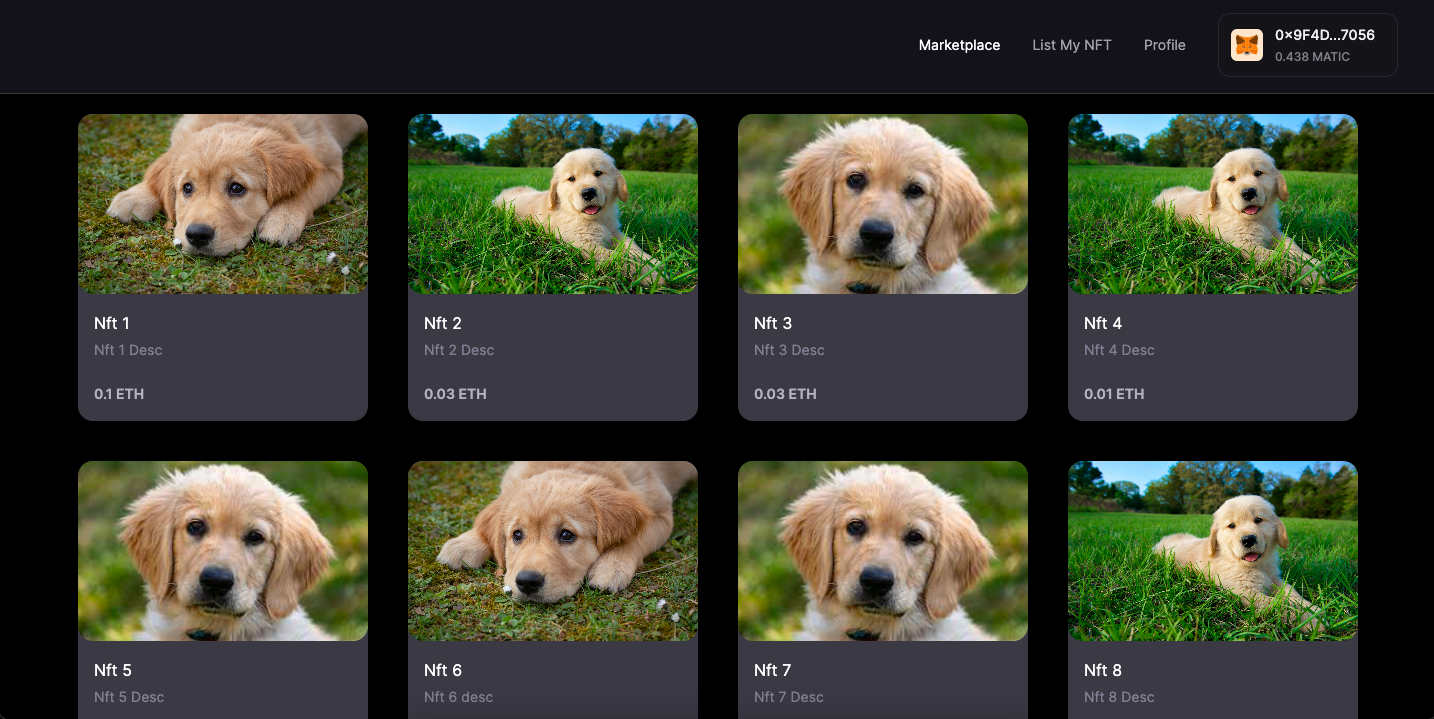 Marketplace
List My NFT
Profile
0x9F4D...7056
0.438 MATIC
Nft 1
Nft 1 Desc
0.1 ETH
Nft 2
Nft 2 Desc
0.03 ETH
Nft 3
Nft 3 Desc
0.03 ETH
Nft 4
Nft 4 Desc
0.01 ETH
Nft 5
Nft 5 Desc
Nft 6
Nft 6 desc
Nft 7
Nft 7 Desc
Nft 8
Nft 8 Desc